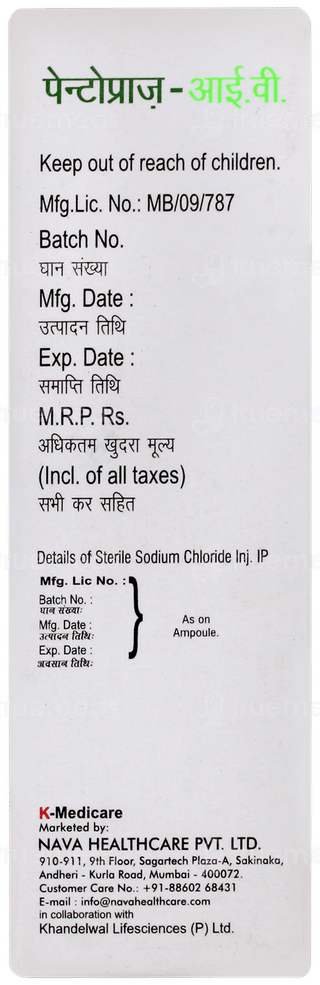 पेन्टोप्राज़-आई.वी.
Keep out of reach of children.
Mfg.Lic. No.: MB/09/787
Batch No.
घान संख्या
Mfg. Date :
उत्पादन तिथि
Exp. Date :
समाप्ति तिथि
M.R.P. Rs.
अधिकतम खुदरा मूल्य
(Incl. of all taxes)
सभी कर सहित
Details of Sterile Sodium Chloride Inj. IP
Mfg. Lic No. :
Batch No. :
घान संख्याः
Mfg. Date :
उत्पादन तिथिः
Exp. Date :
अवसान तिथिः
As on
Ampoule.
K-Medicare
Marketed by:
NAVA HEALTHCARE PVT. LTD.
910-911, 9th Floor, Sagartech Plaza-A, Sakinaka,
Andheri - Kurla Road, Mumbai - 400072.
Customer Care No.: +91-88602 68431
E-mail : info@navahealthcare.com
in collaboration with
Khandelwal Lifesciences (P) Ltd.